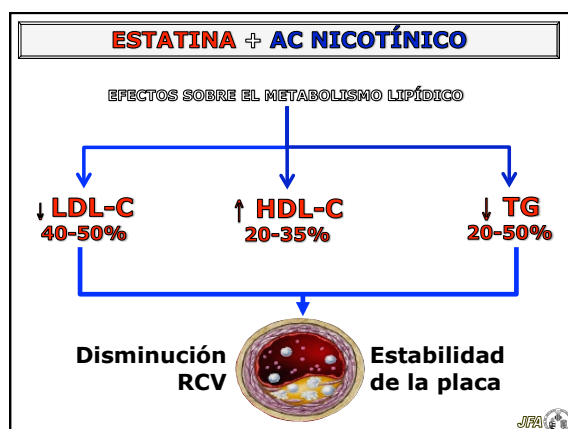 ESTATINA + AC NICOTÍNICO
EFECTOS SOBRE EL METABOLISMO LIPÍDICO
↓ LDL-C
40-50%
↑ HDL-C
20-35%
↓ TG
20-50%
Disminución
RCV
Estabilidad
de la placa
JFA